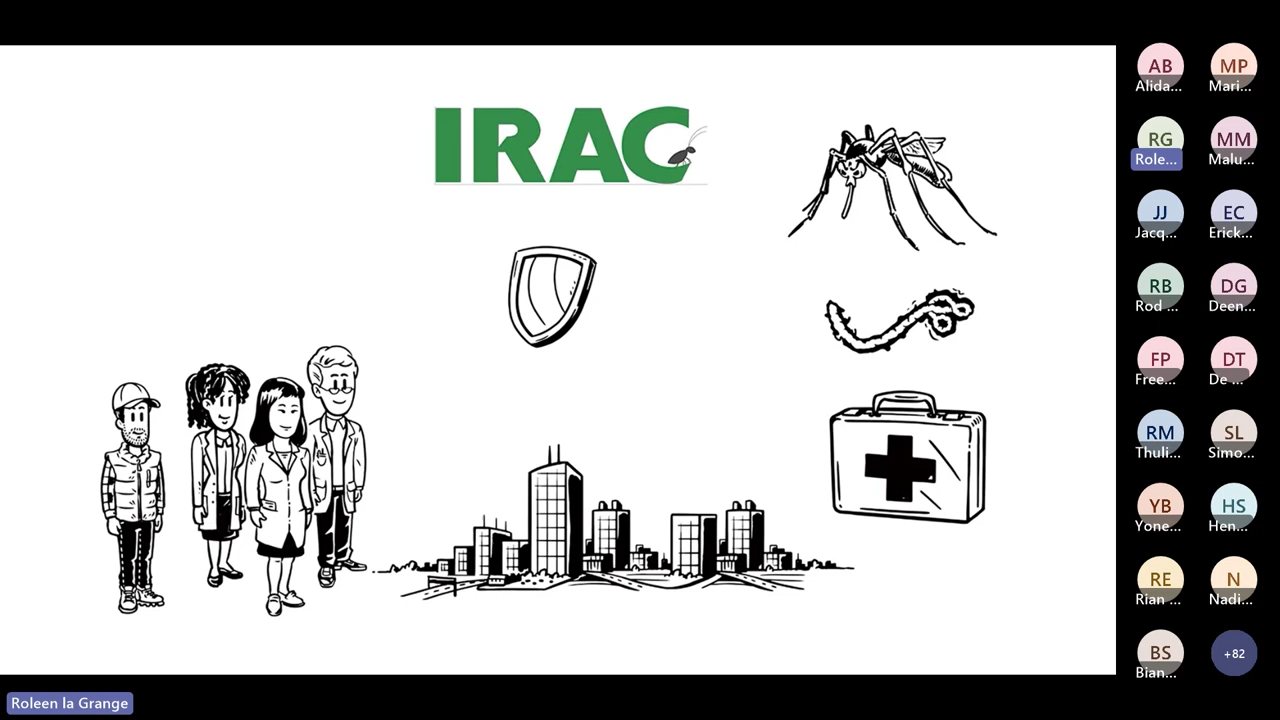 IRAC
AB MP
Alida... Mari...
RG MM
Role... Malu...
JJ EC
Jacq... Erick...
RB DG
Rod ... Deen...
FP DT
Free... De ...
RM SL
Thuli... Simo...
YB HS
Yone... Hen...
RE N
Rian ... Nadi...
BS +82
Bian...
Roleen la Grange